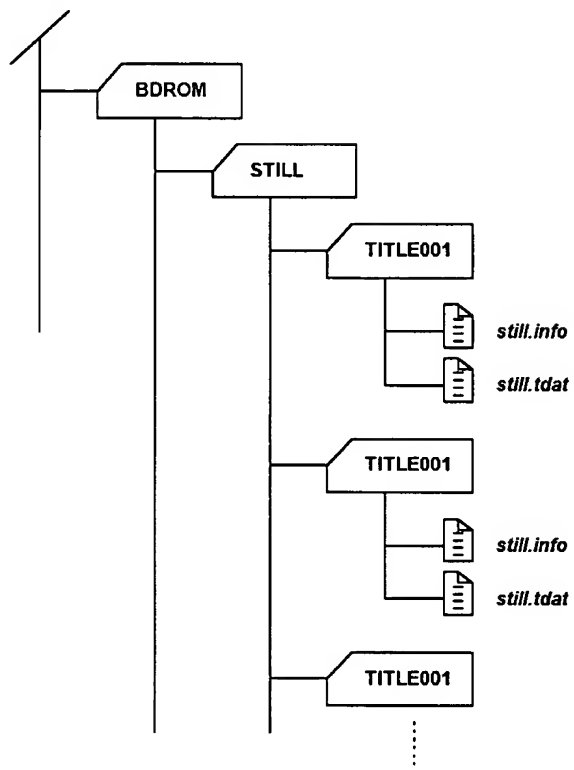 BDROM
STILL
TITLE001
still.info
still.tdat
TITLE001
still.info
still.tdat
TITLE001